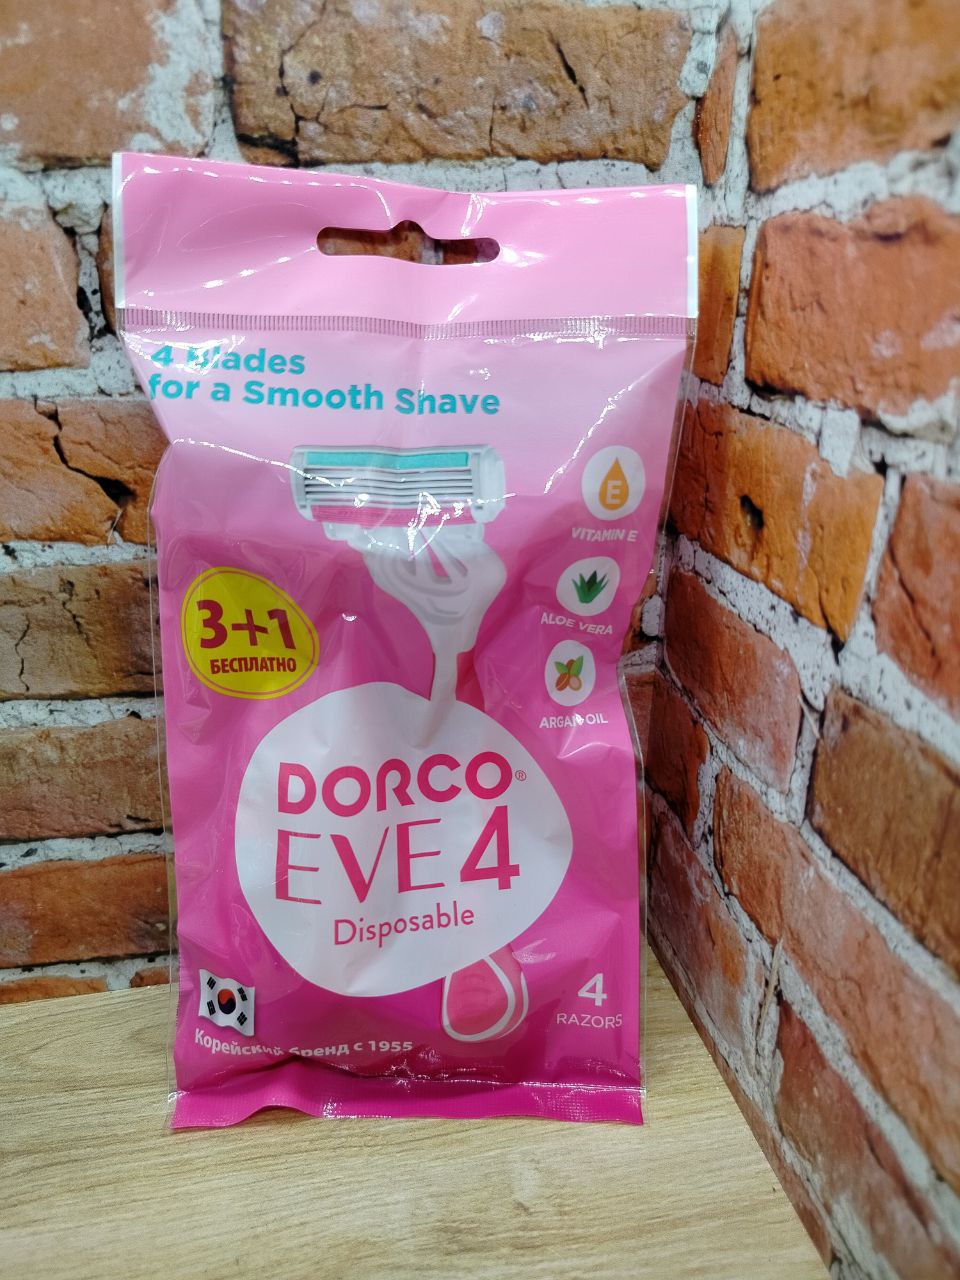 4 Blades
for a Smooth Shave
E
VITAMIN E
ALOE VERA
ARGAN OIL
3+1
БЕСПЛАТНО
DORCO®
EVE 4
Disposable
4
RAZORS
Корейский бренд с 1955